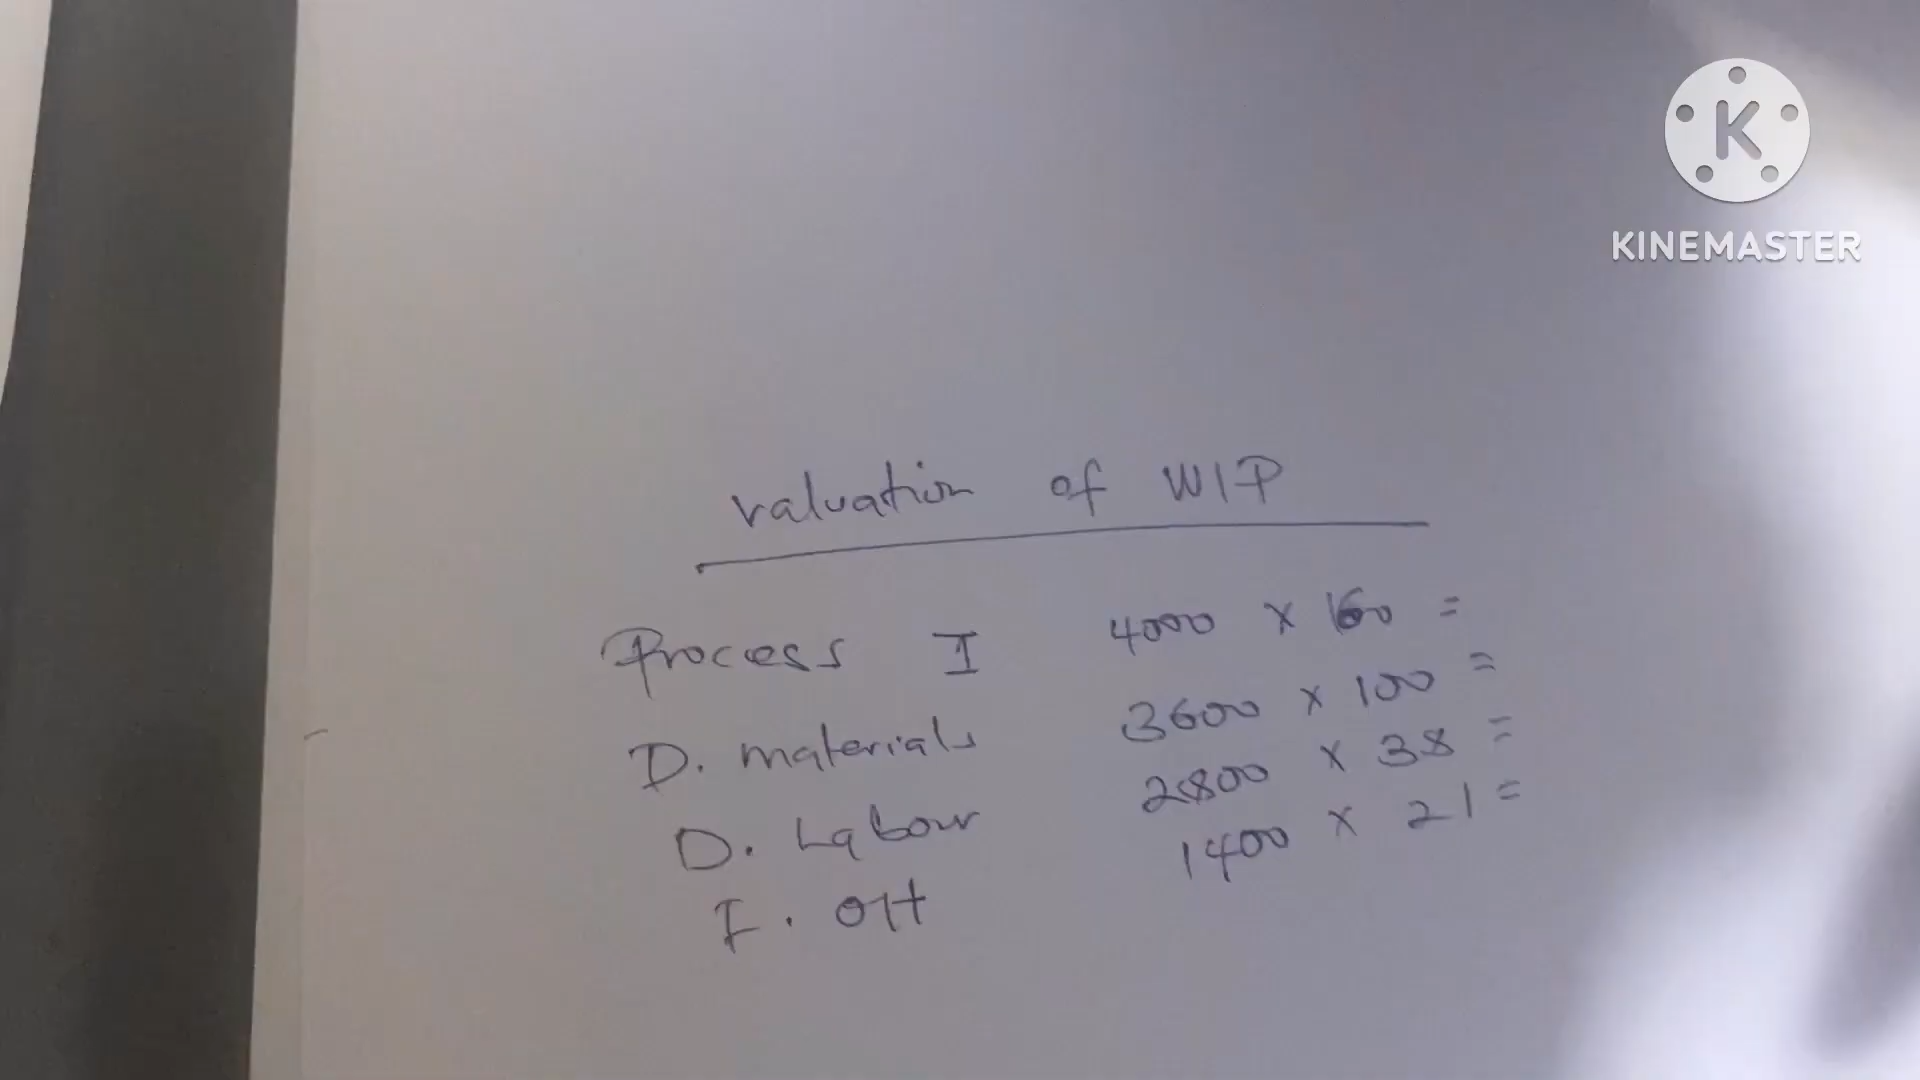 K
KINEMASTER
valuation of WIP
Process I 4000 x 160 =
D. materials 3600 x 100 =
D. Labour 2800 x 38 =
F. OH 1400 x 21 =